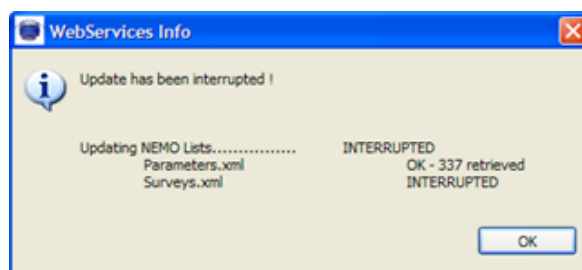 WebServices Info
Update has been interrupted !
Updating NEMO Lists................ INTERRUPTED
Parameters.xml OK - 337 retrieved
Surveys.xml INTERRUPTED
OK